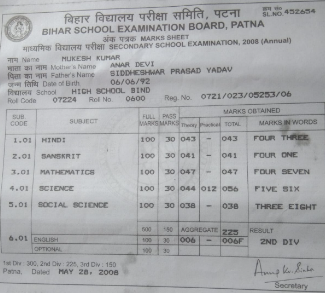 बिहार विद्यालय परीक्षा समिति, पटना
SL.NO. 452654
BIHAR SCHOOL EXAMINATION BOARD, PATNA
अंक पत्रक MARKS SHEET
माध्यमिक विद्यालय परीक्षा SECONDARY SCHOOL EXAMINATION, 2008 (Annual)
नाम Name MUKESH KUMAR
माता का नाम Mother's Name ANAR DEVI
पिता का नाम Father's Name SIDDHESHWAR PRASAD YADAV
जन्म तिथि Date of Birth 06/06/92
विद्यालय School HIGH SCHOOL BIND
Roll Code 07224 Roll No. 0600 Reg. No. 0721/023/05253/06
SUB CODE SUBJECT FULL MARKS PASS MARKS MARKS OBTAINED
Theory Practical TOTAL MARKS IN WORDS
1.01 HINDI 100 30 043 - 043 FOUR THREE
2.01 SANSKRIT 100 30 041 - 041 FOUR ONE
3.01 MATHEMATICS 100 30 047 - 047 FOUR SEVEN
4.01 SCIENCE 100 30 044 012 056 FIVE SIX
5.01 SOCIAL SCIENCE 100 30 038 - 038 THREE EIGHT
500 150 AGGREGATE 225 RESULT
6.01 ENGLISH 100 30 006 - 006F 2ND DIV
OPTIONAL 100 30
1st Div : 300, 2nd Div : 225, 3rd Div : 150
Patna, Dated MAY 28, 2008
Secretary